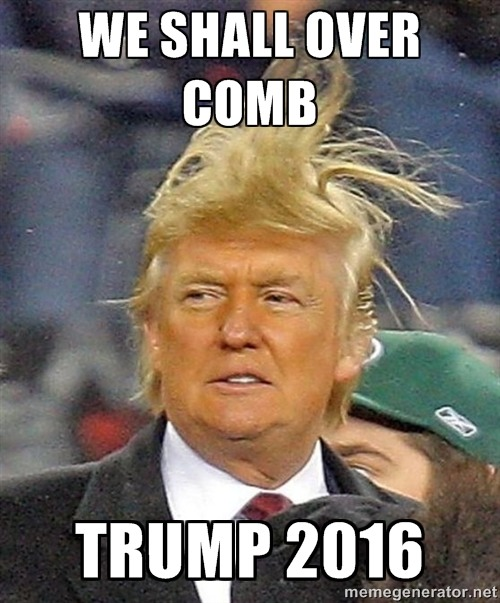 WE SHALL OVER
COMB
TRUMP 2016
memegenerator.net